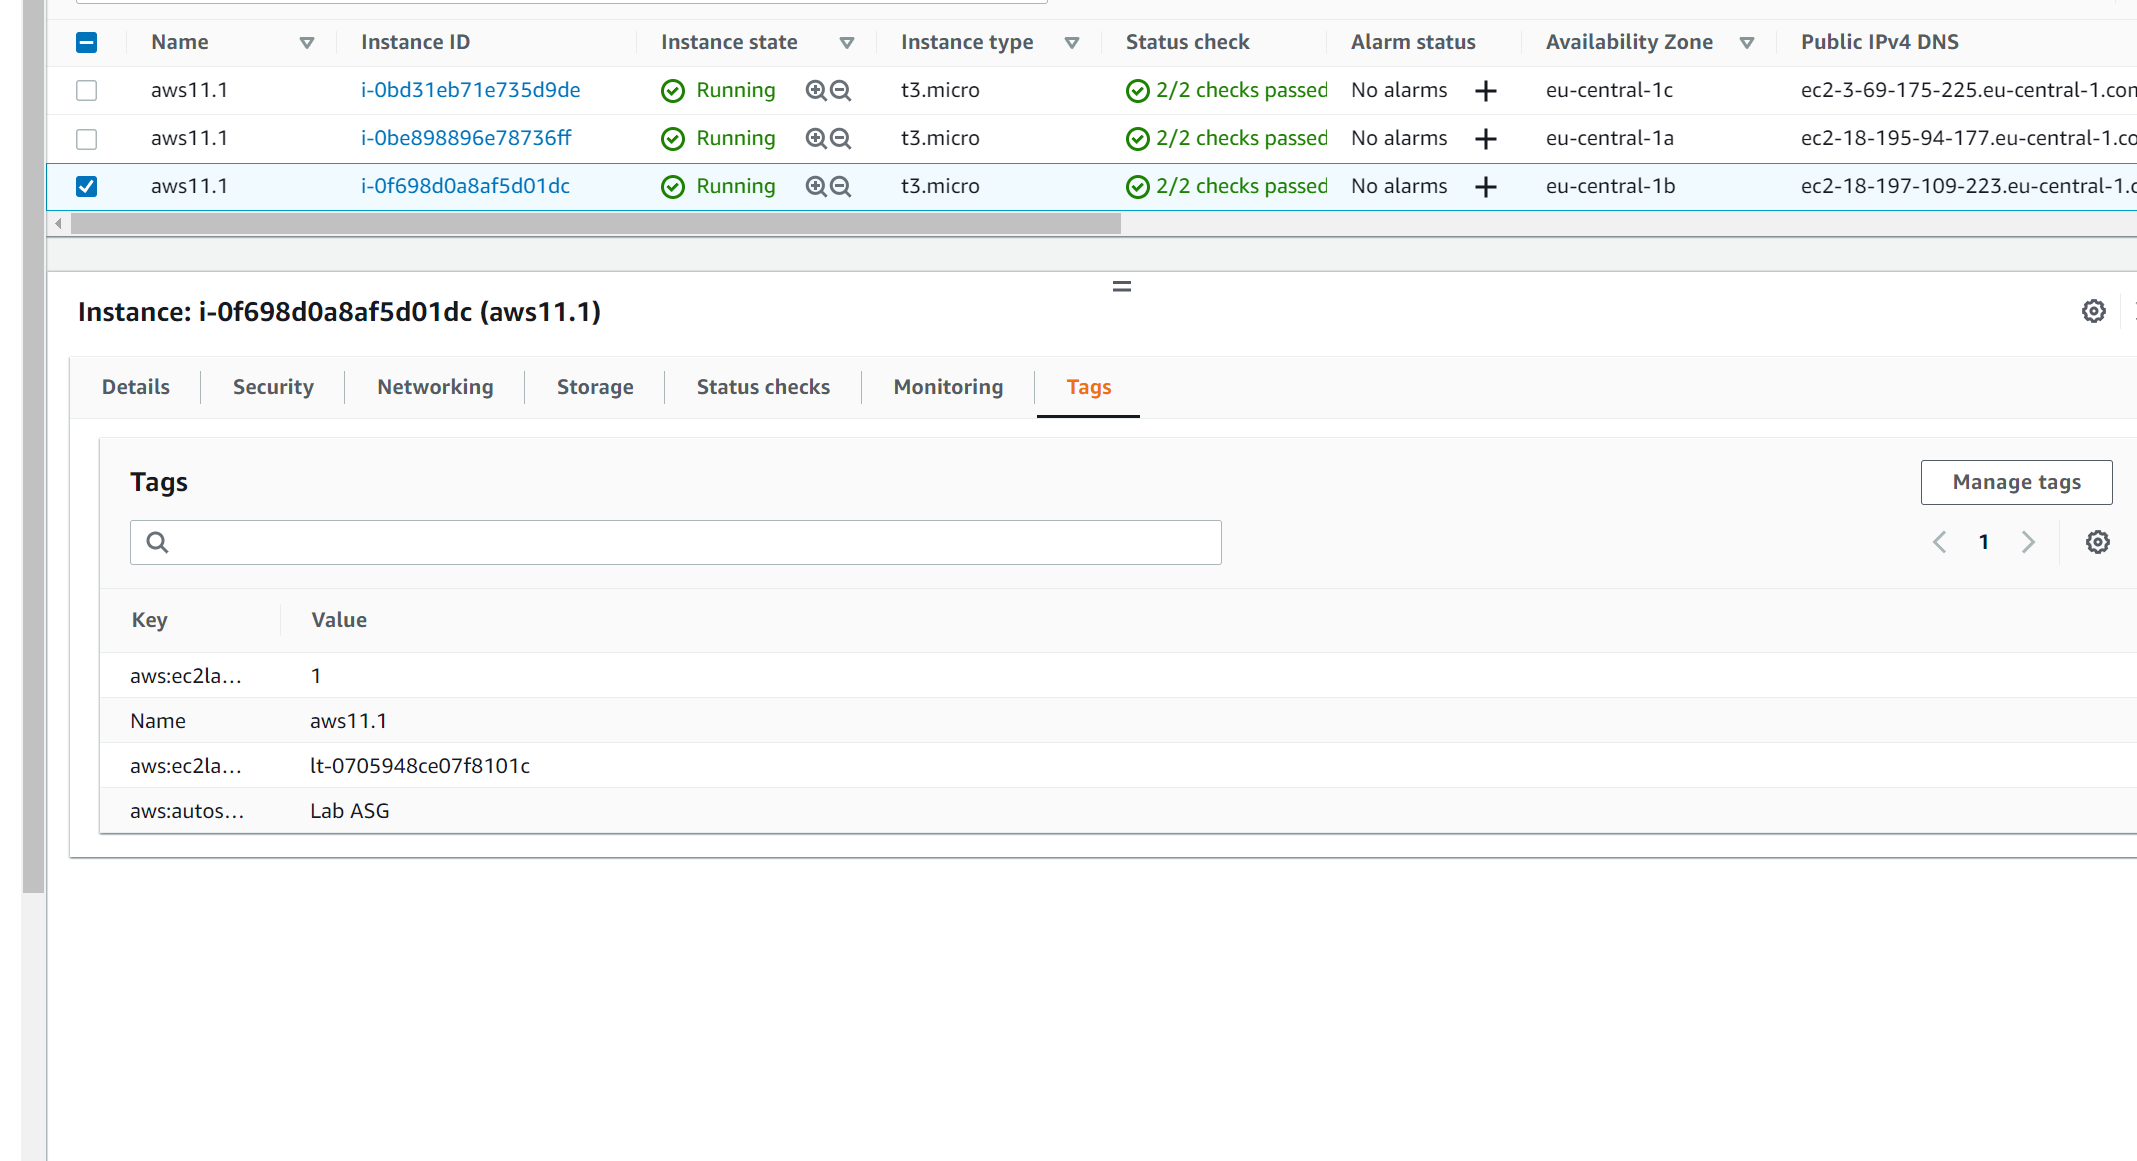 Name Instance ID Instance state Instance type Status check Alarm status Availability Zone Public IPv4 DNS
aws11.1 i-0bd31eb71e735d9de Running t3.micro 2/2 checks passed No alarms + eu-central-1c ec2-3-69-175-225.eu-central-1.con
aws11.1 i-0be898896e78736ff Running t3.micro 2/2 checks passed No alarms + eu-central-1a ec2-18-195-94-177.eu-central-1.co
aws11.1 i-0f698d0a8af5d01dc Running t3.micro 2/2 checks passed No alarms + eu-central-1b ec2-18-197-109-223.eu-central-1.c
Instance: i-0f698d0a8af5d01dc (aws11.1)
Details Security Networking Storage Status checks Monitoring Tags
Tags
Manage tags
1
Key Value
aws:ec2la... 1
Name aws11.1
aws:ec2la... lt-0705948ce07f8101c
aws:autos... Lab ASG